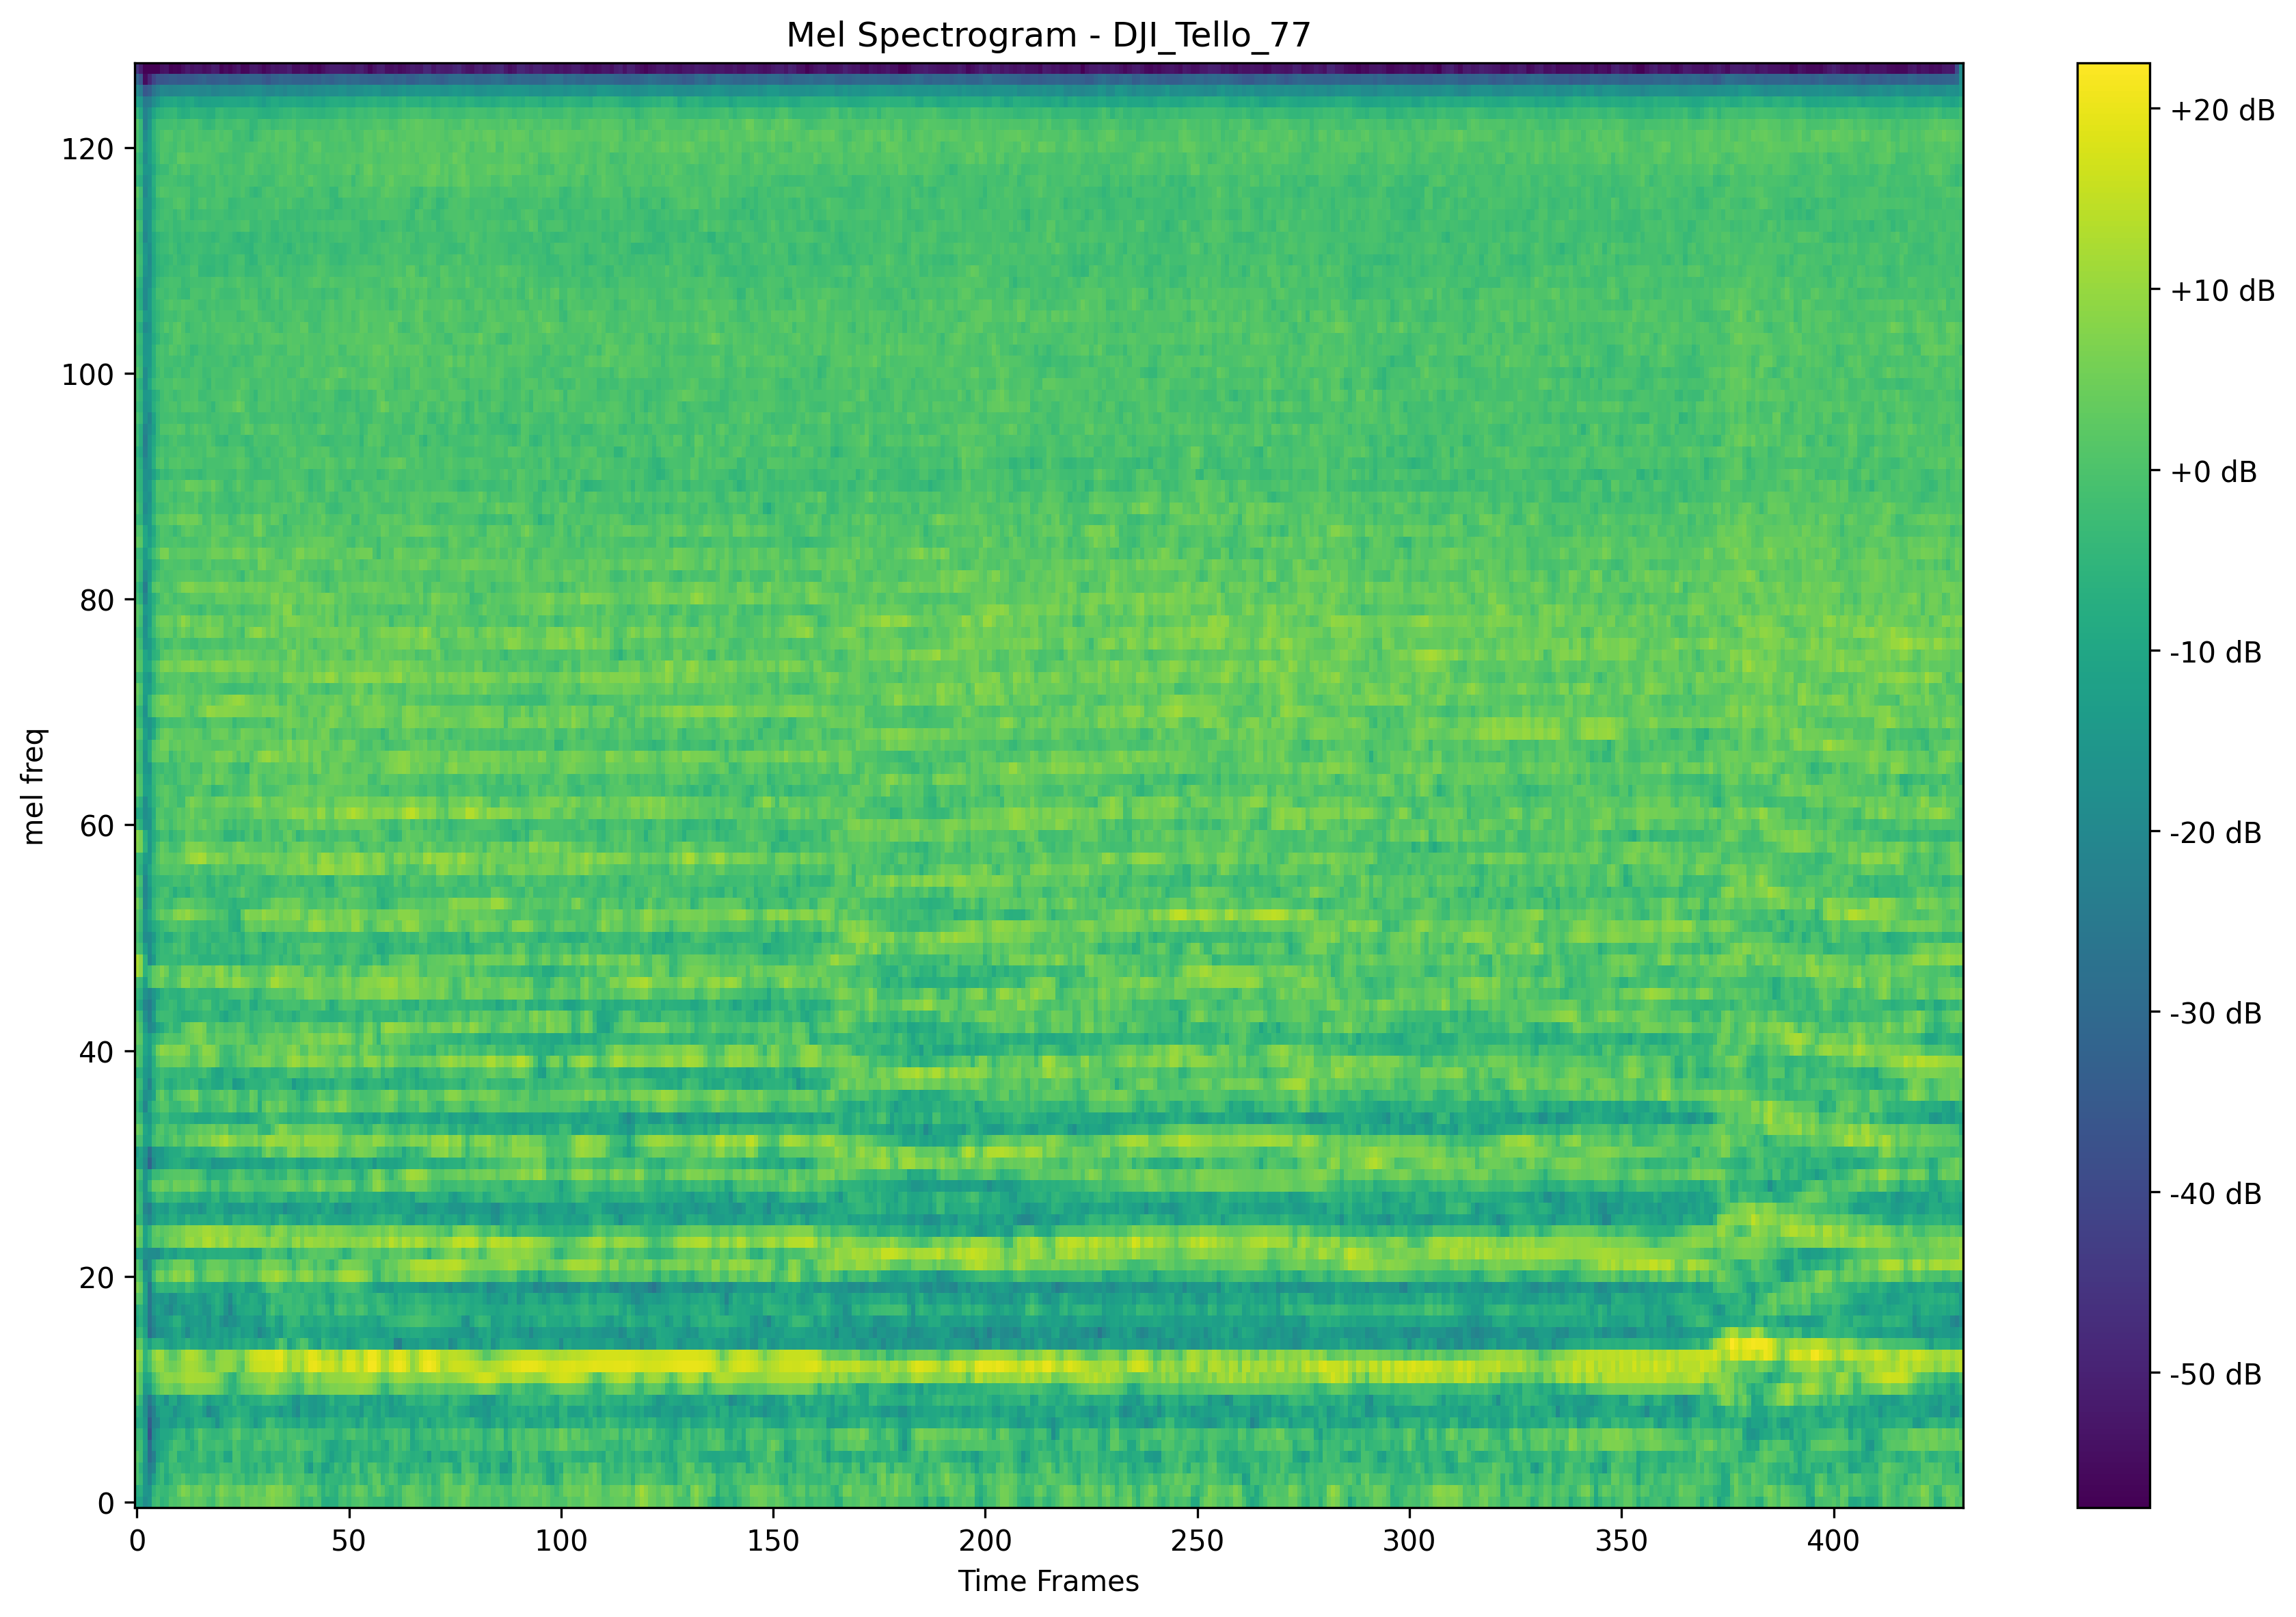 Mel Spectrogram - DJI_Tello_77
mel freq
120
100
80
60
40
20
0
0 50 100 150 200 250 300 350 400
Time Frames
+20 dB
+10 dB
+0 dB
-10 dB
-20 dB
-30 dB
-40 dB
-50 dB